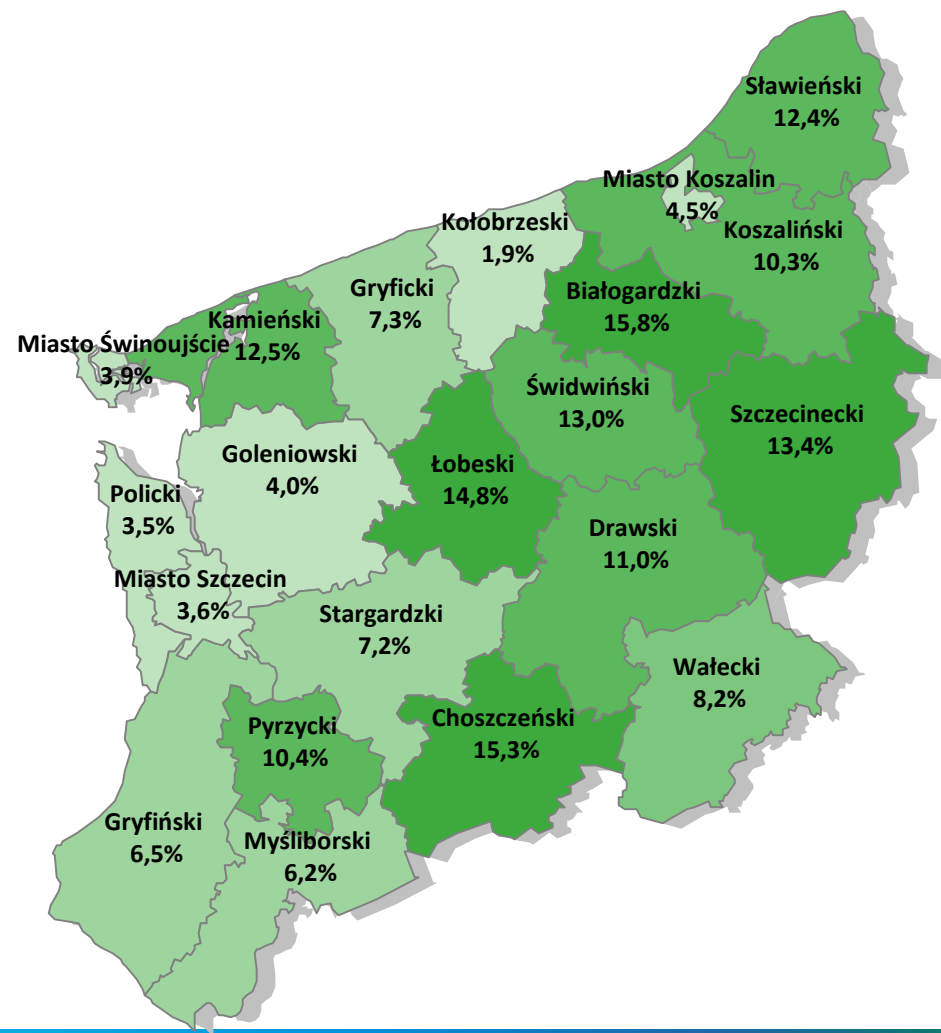 Sławieński
12,4%
Miasto Koszalin
4,5%
Koszaliński
10,3%
Kołobrzeski
1,9%
Gryficki
7,3%
Białogardzki
15,8%
Kamieński
12,5%
Miasto Świnoujście
3,9%
Świdwiński
13,0%
Szczecinecki
13,4%
Goleniowski
4,0%
Łobeski
14,8%
Policki
3,5%
Drawski
11,0%
Miasto Szczecin
3,6%
Stargardzki
7,2%
Wałecki
8,2%
Pyrzycki
10,4%
Choszczeński
15,3%
Gryfiński
6,5%
Myśliborski
6,2%